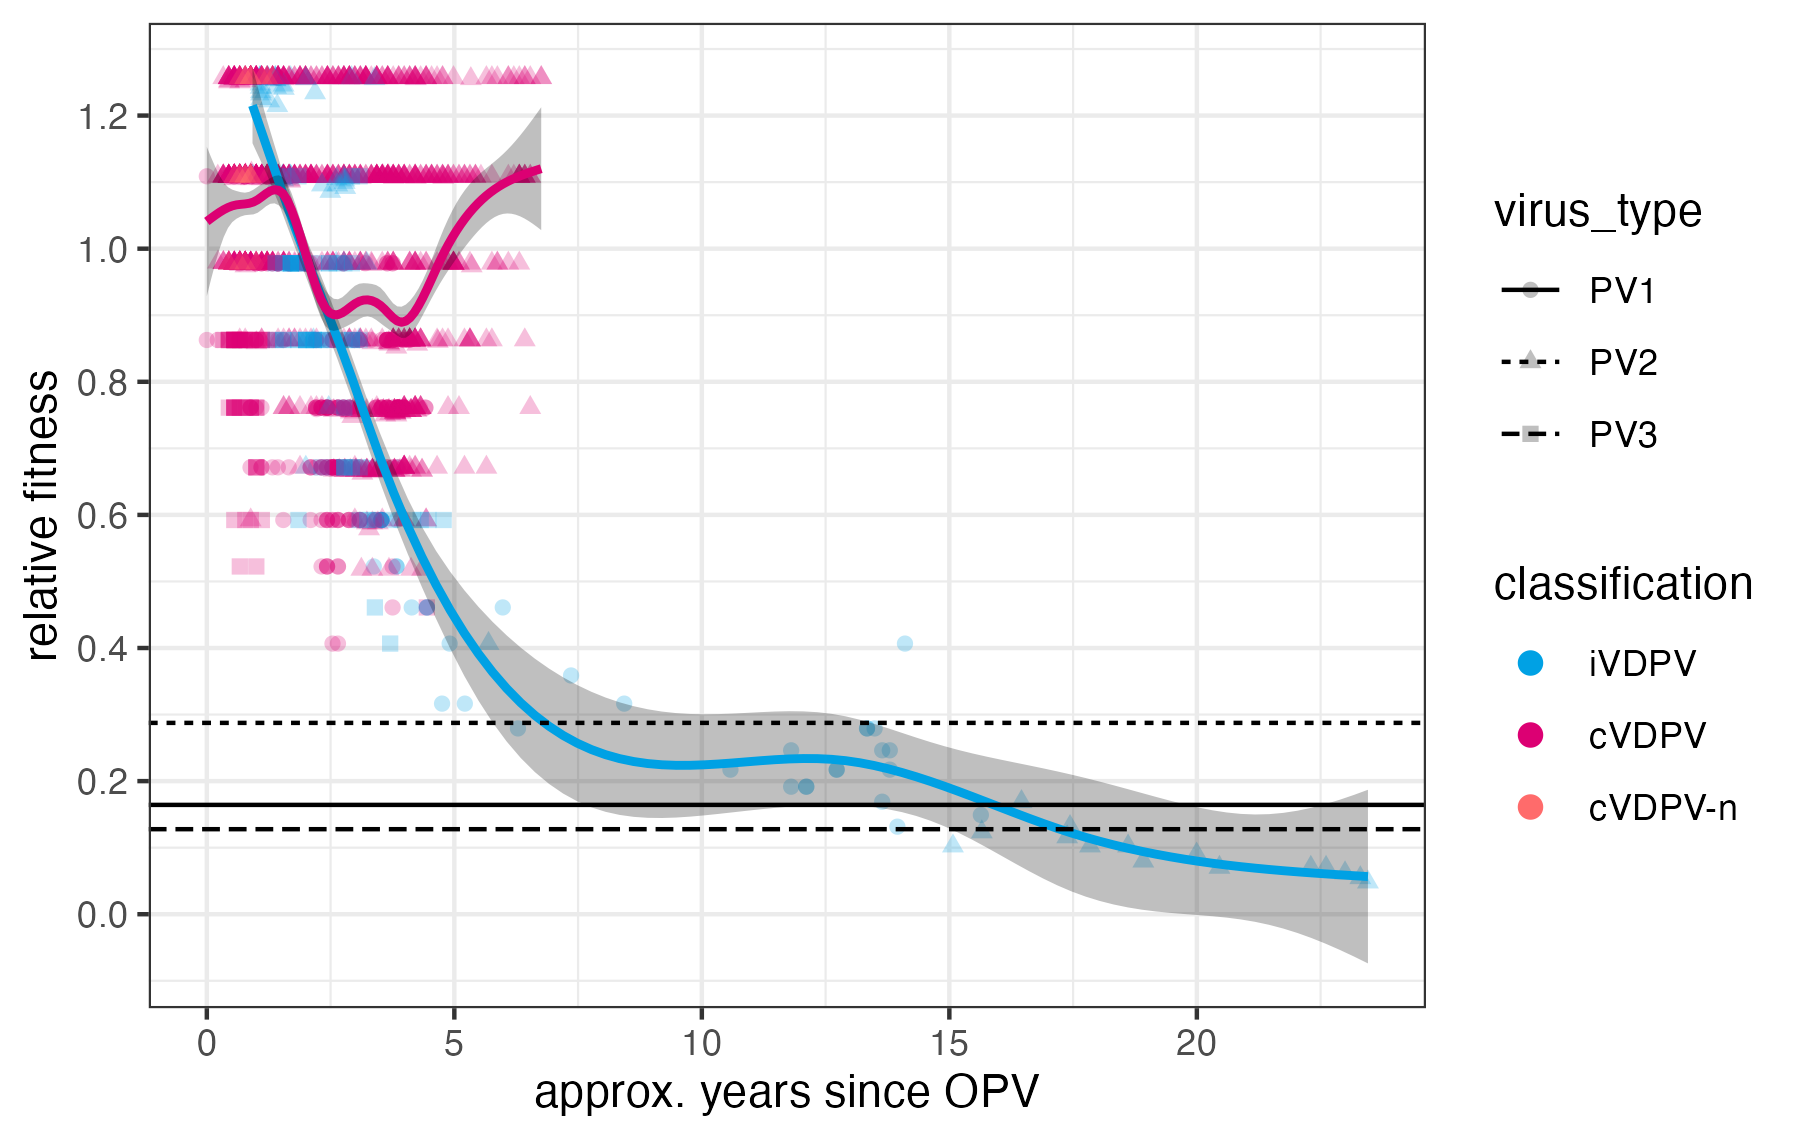 relative fitness
1.2
1.0
0.8
0.6
0.4
0.2
0.0
0 5 10 15 20
approx. years since OPV
virus_type
PV1
PV2
PV3
classification
iVDPV
cVDPV
cVDPV-n